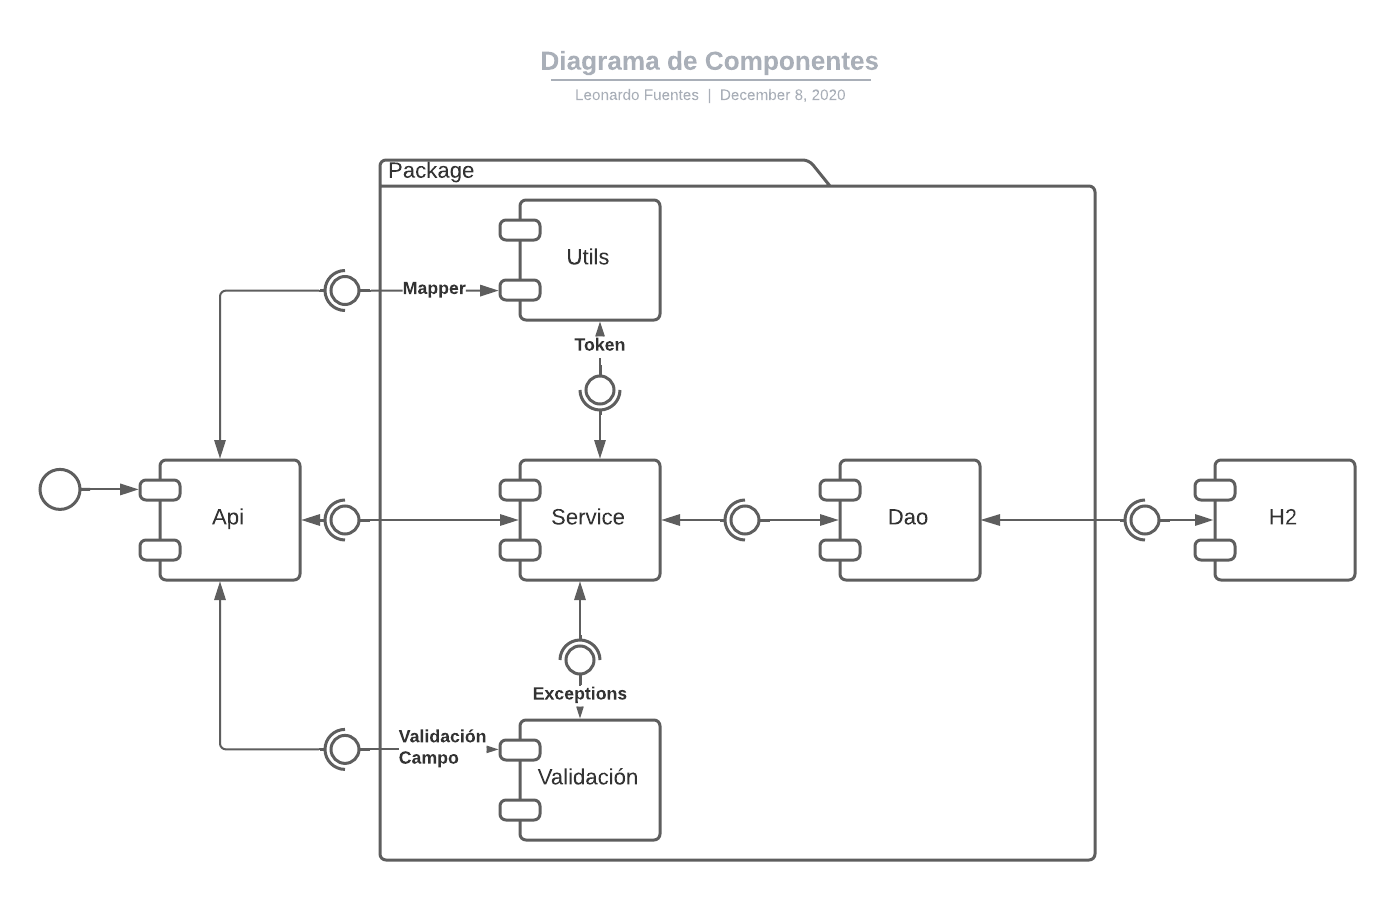 Diagrama de Componentes
Leonardo Fuentes | December 8, 2020
Package
Utils
Mapper
Token
Api
Service
Dao
H2
Exceptions
Validación
Campo
Validación